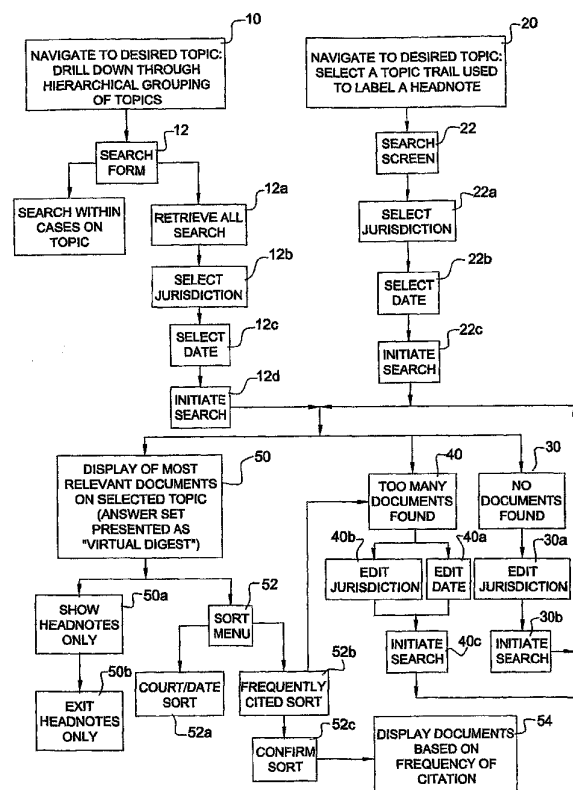 10
NAVIGATE TO DESIRED TOPIC:
DRILL DOWN THROUGH
HIERARCHICAL GROUPING
OF TOPICS
12
SEARCH
FORM
SEARCH WITHIN
CASES ON
TOPIC
12a
RETRIEVE ALL
SEARCH
12b
SELECT
JURISDICTION
12c
SELECT
DATE
12d
INITIATE
SEARCH
20
NAVIGATE TO DESIRED TOPIC:
SELECT A TOPIC TRAIL USED
TO LABEL A HEADNOTE
22
SEARCH
SCREEN
22a
SELECT
JURISDICTION
22b
SELECT
DATE
22c
INITIATE
SEARCH
50
DISPLAY OF MOST
RELEVANT DOCUMENTS
ON SELECTED TOPIC
(ANSWER SET
PRESENTED AS
"VIRTUAL DIGEST")
40
TOO MANY
DOCUMENTS
FOUND
30
NO
DOCUMENTS
FOUND
40b
EDIT
JURISDICTION
40a
EDIT
DATE
30a
EDIT
JURISDICTION
40c
INITIATE
SEARCH
30b
INITIATE
SEARCH
50a
SHOW
HEADNOTES
ONLY
50b
EXIT
HEADNOTES
ONLY
52
SORT
MENU
COURT/DATE
SORT
52a
52b
FREQUENTLY
CITED SORT
52c
CONFIRM
SORT
54
DISPLAY DOCUMENTS
BASED ON
FREQUENCY OF
CITATION